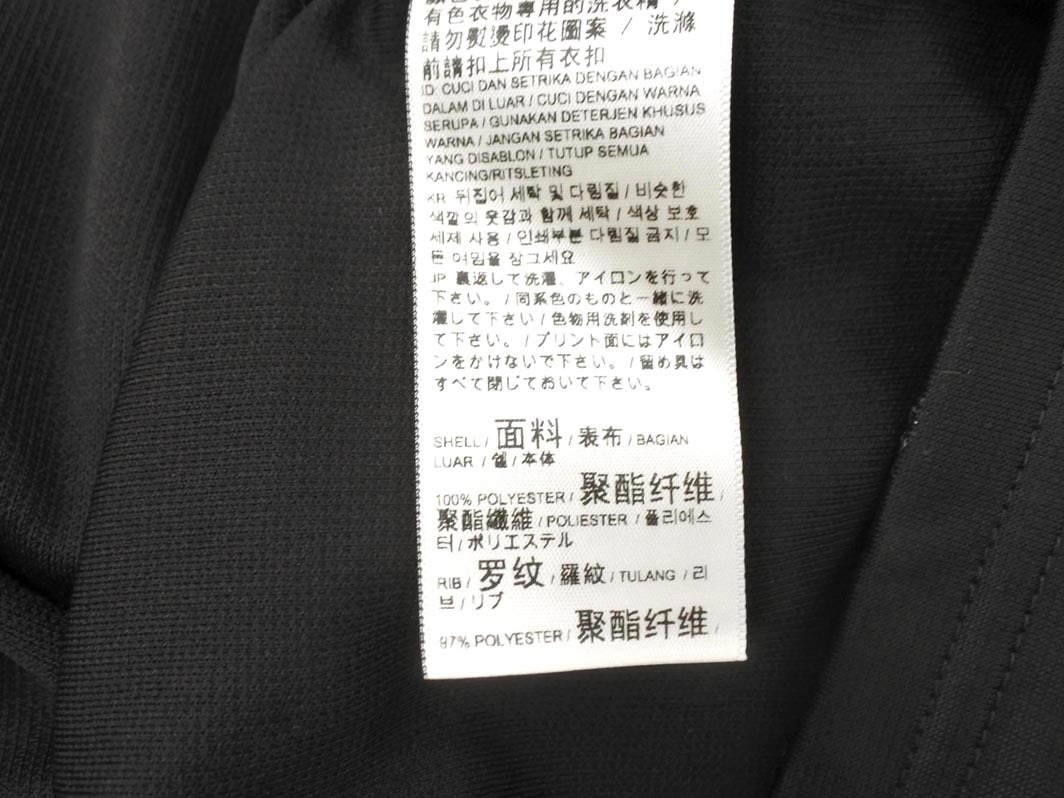 有色衣物專用的洗衣精 /
請勿熨燙印花圖案 / 洗滌
前請扣上所有衣扣
ID: CUCI DAN SETRIKA DENGAN BAGIAN
DALAM DI LUAR / CUCI DENGAN WARNA
SERUPA / GUNAKAN DETERJEN KHUSUS
WARNA / JANGAN SETRIKA BAGIAN
YANG DISABLON / TUTUP SEMUA
KANCING/RITSLETING
KR 뒤집어 세탁 및 다림질 / 비슷한
색깔의 옷감과 함께 세탁 / 색상 보호
세제 사용 / 인쇄부분 다림질 금지 / 모
든 여밈을 잠그세요
JP 裏返して洗濯、アイロンを行って
下さい。 / 同系色のものと一緒に洗
濯して下さい / 色物用洗剤を使用し
て下さい。 / プリント面にはアイロ
ンをかけないで下さい。 / 留め具は
すべて閉じておいて下さい。
SHELL / 面料 / 表布 / BAGIAN
LUAR / 쉘 / 本体
100% POLYESTER / 聚酯纤维 /
聚酯纖維 / POLIESTER / 폴리에스
터 / ポリエステル
RIB / 罗纹 / 羅紋 / TULANG / 리
브 / リブ
97% POLYESTER / 聚酯纤维 /